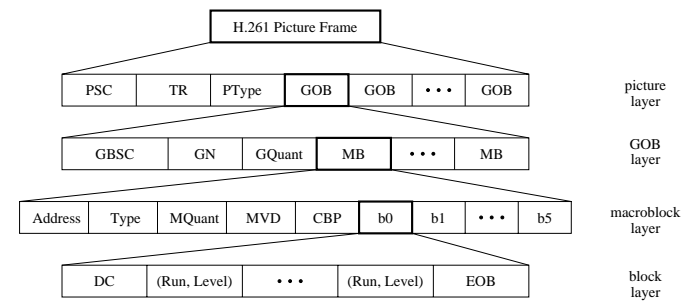 H.261 Picture Frame
PSC TR PType GOB GOB • • • GOB
picture
layer
GBSC GN GQuant MB • • • MB
GOB
layer
Address Type MQuant MVD CBP b0 b1 • • • b5
macroblock
layer
DC (Run, Level) • • • (Run, Level) EOB
block
layer